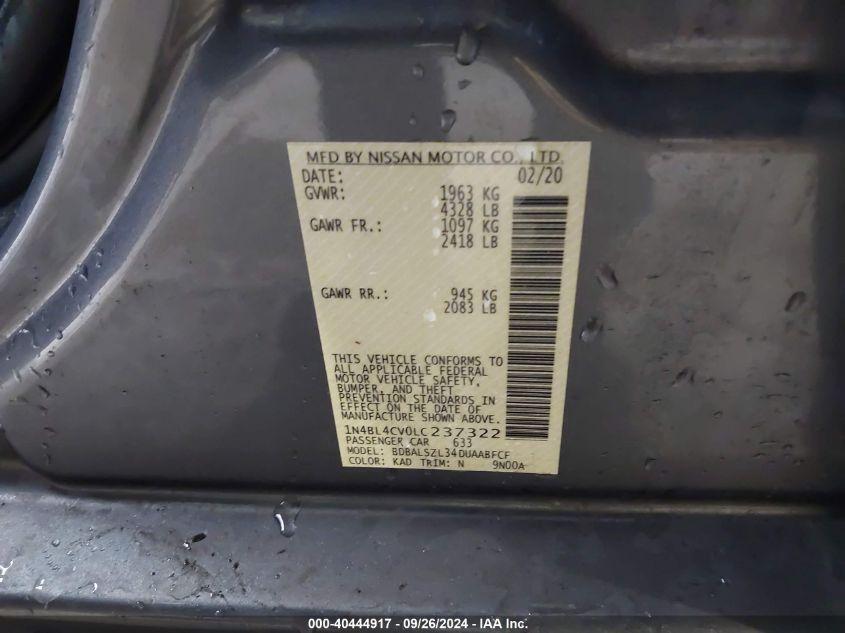 MFD BY NISSAN MOTOR CO., LTD.
DATE: 02/20
GVWR: 1963 KG
4328 LB
GAWR FR.: 1097 KG
2418 LB
GAWR RR.: 945 KG
2083 LB
THIS VEHICLE CONFORMS TO
ALL APPLICABLE FEDERAL
MOTOR VEHICLE SAFETY,
BUMPER, AND THEFT
PREVENTION STANDARDS IN
EFFECT ON THE DATE OF
MANUFACTURE SHOWN ABOVE.
1N4BL4CV0LC237322
PASSENGER CAR 633
MODEL: BDBALSZL34DUAABFCF
COLOR: KAD TRIM: N 9N00A
000-40444917 - 09/26/2024 - IAA Inc.